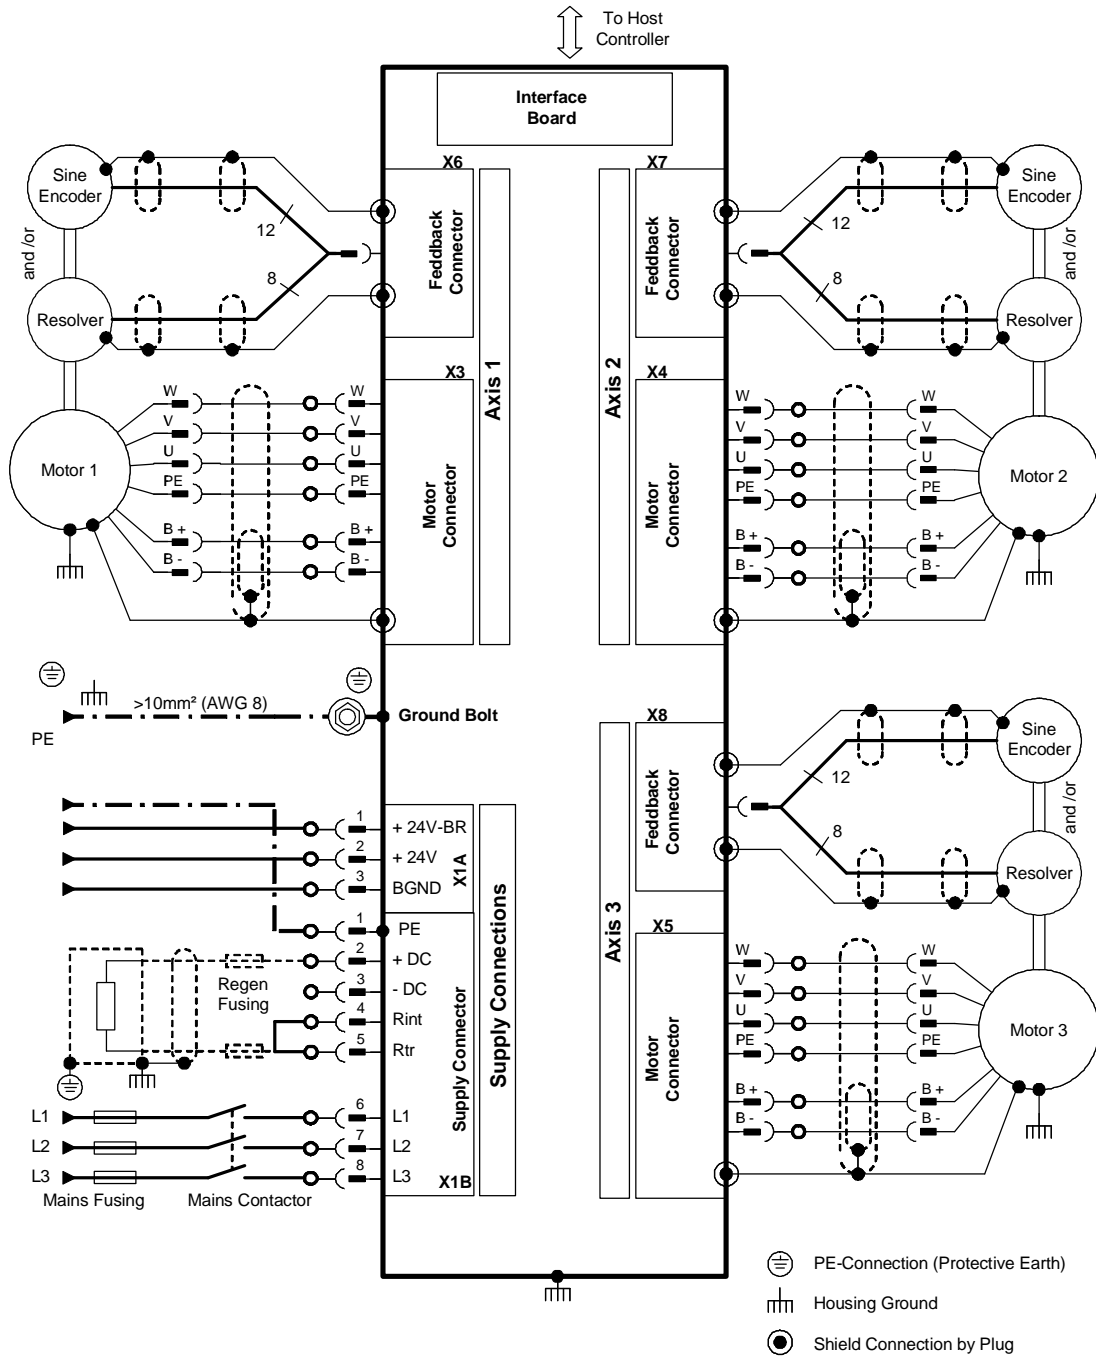 To Host
Controller
Interface
Board
X6
X7
Sine
Encoder
12
and /or
8
Resolver
Feddback
Connector
Axis 1
Axis 2
Feddback
Connector
12
8
Sine
Encoder
and /or
Resolver
X3
X4
Motor 1
W
V
U
PE
B +
B -
W
V
U
PE
B +
B -
Motor
Connector
Motor
Connector
W
V
U
PE
B +
B -
W
V
U
PE
B +
B -
Motor 2
>10mm² (AWG 8)
PE
Ground Bolt
X8
Feddback
Connector
12
8
Sine
Encoder
and /or
Resolver
1
+ 24V-BR
2
+ 24V
3
BGND
X1A
1
PE
2
+ DC
3
- DC
4
Rint
5
Rtr
Regen
Fusing
Supply Connector
Supply Connections
Axis 3
X5
Motor
Connector
W
V
U
PE
B +
B -
W
V
U
PE
B +
B -
Motor 3
L1
6
L1
L2
7
L2
L3
8
L3
X1B
Mains Fusing
Mains Contactor
PE-Connection (Protective Earth)
Housing Ground
Shield Connection by Plug